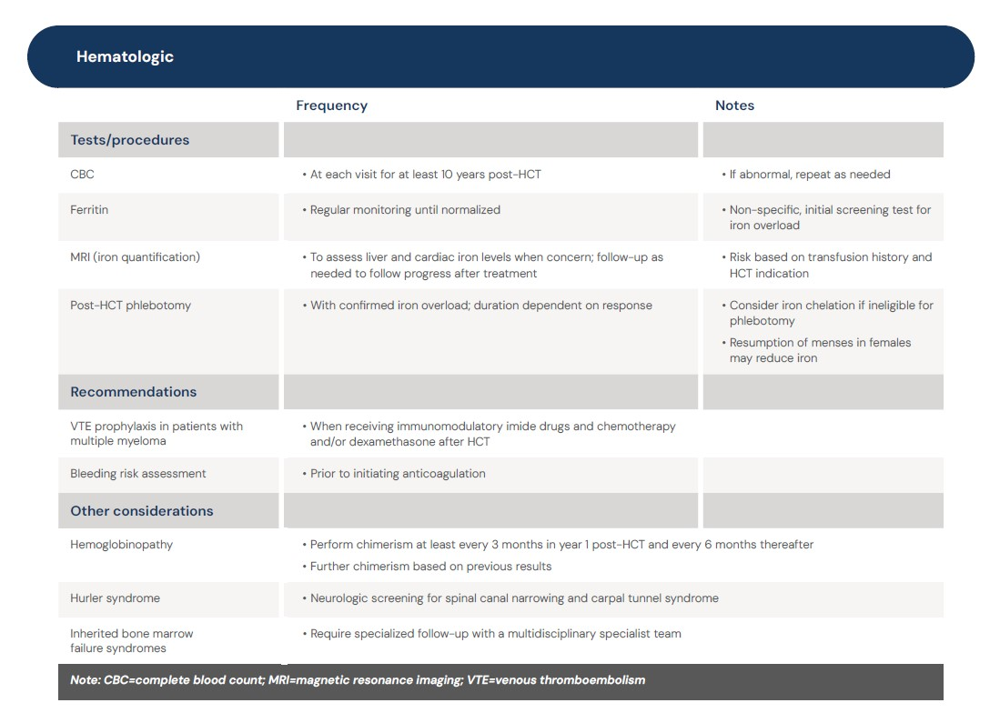 Hematologic
Frequency
Notes
Tests/procedures
CBC
• At each visit for at least 10 years post-HCT
• If abnormal, repeat as needed
Ferritin
• Regular monitoring until normalized
• Non-specific, initial screening test for
iron overload
MRI (iron quantification)
• To assess liver and cardiac iron levels when concern; follow-up as
needed to follow progress after treatment
• Risk based on transfusion history and
HCT indication
Post-HCT phlebotomy
• With confirmed iron overload; duration dependent on response
• Consider iron chelation if ineligible for
phlebotomy
• Resumption of menses in females
may reduce iron
Recommendations
VTE prophylaxis in patients with
multiple myeloma
• When receiving immunomodulatory imide drugs and chemotherapy
and/or dexamethasone after HCT
Bleeding risk assessment
• Prior to initiating anticoagulation
Other considerations
Hemoglobinopathy
• Perform chimerism at least every 3 months in year 1 post-HCT and every 6 months thereafter
• Further chimerism based on previous results
Hurler syndrome
• Neurologic screening for spinal canal narrowing and carpal tunnel syndrome
Inherited bone marrow
failure syndromes
• Require specialized follow-up with a multidisciplinary specialist team
Note: CBC=complete blood count; MRI=magnetic resonance imaging; VTE=venous thromboembolism